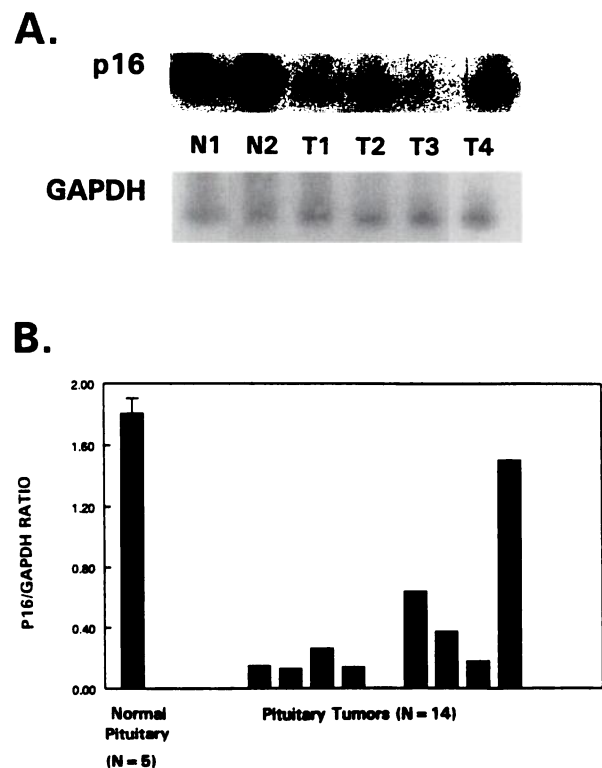 A.
p16
N1 N2 T1 T2 T3 T4
GAPDH
B.
2.00
1.60
1.20
0.80
0.40
0.00
P16/GAPDH RATIO
Normal Pituitary Tumors (N = 14)
Pituitary
(N = 5)